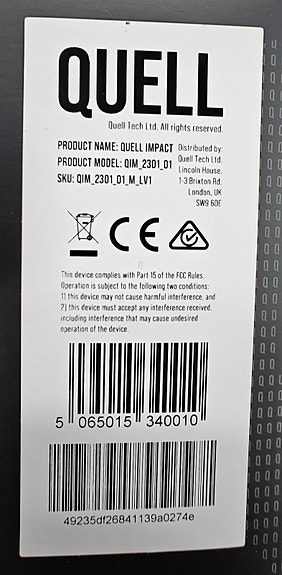 QUELL
Quell Tech Ltd. All rights reserved.
PRODUCT NAME: QUELL IMPACT
PRODUCT MODEL: QIM_2301_01
SKU: QIM_2301_01_M_LV1
Distributed by:
Quell Tech Ltd.
Lincoln House,
1-3 Brixton Rd.
London, UK
SW9 6DE
CE
This device complies with Part 15 of the FCC Rules.
Operation is subject to the following two conditions:
1) this device may not cause harmful interference, and
2) this device must accept any interference received,
including interference that may cause undesired
operation of the device.
5 065015 340010
49235df26841139a0274e